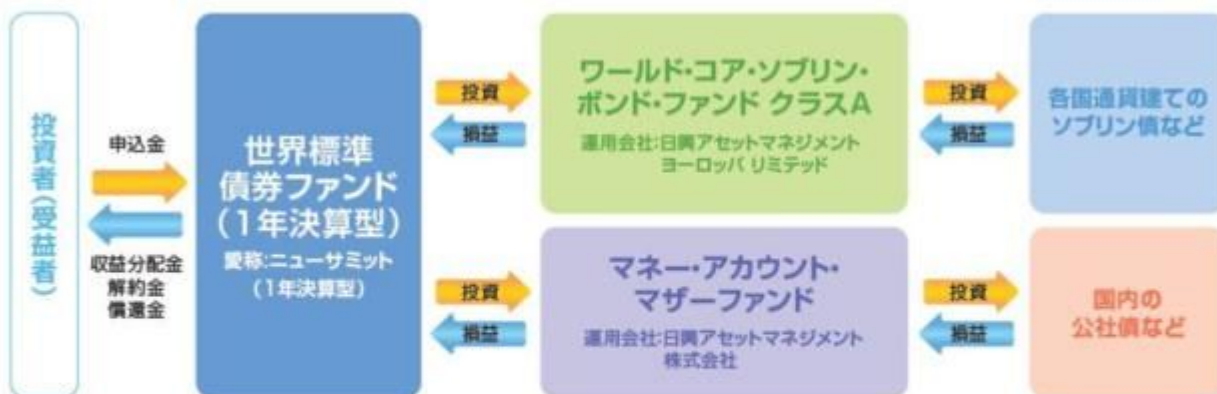 投資者(受益者)
申込金
収益分配金
解約金
償還金
世界標準
債券ファンド
(1年決算型)
愛称:ニューサミット
(1年決算型)
投資
損益
投資
損益
ワールド・コア・ソブリン・
ボンド・ファンド クラスA
運用会社:日興アセットマネジメント
ヨーロッパ リミテッド
マネー・アカウント・
マザーファンド
運用会社:日興アセットマネジメント
株式会社
投資
損益
投資
損益
各国通貨建ての
ソブリン債など
国内の
公社債など